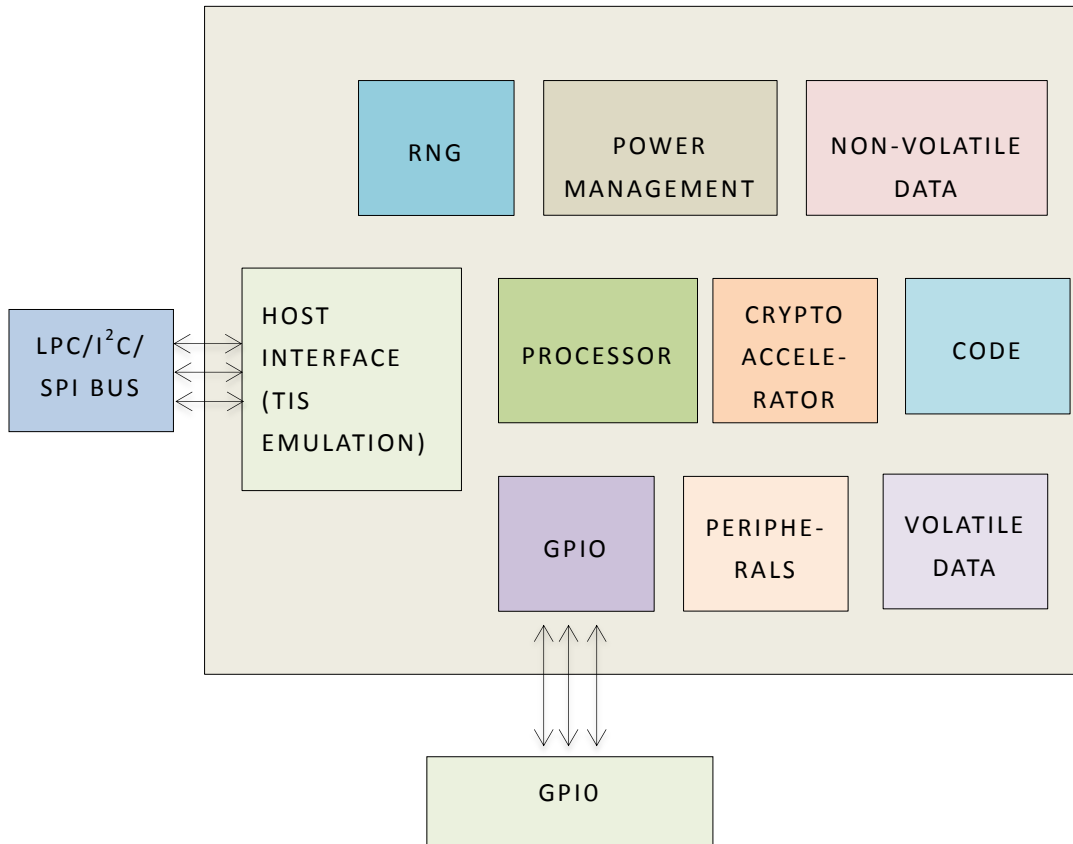 RNG
POWER
MANAGEMENT
NON-VOLATILE
DATA
LPC/I²C/
SPI BUS
HOST
INTERFACE
(TIS
EMULATION)
PROCESSOR
CRYPTO
ACCELE-
RATOR
CODE
GPIO
PERIPHE-
RALS
VOLATILE
DATA
GPI0